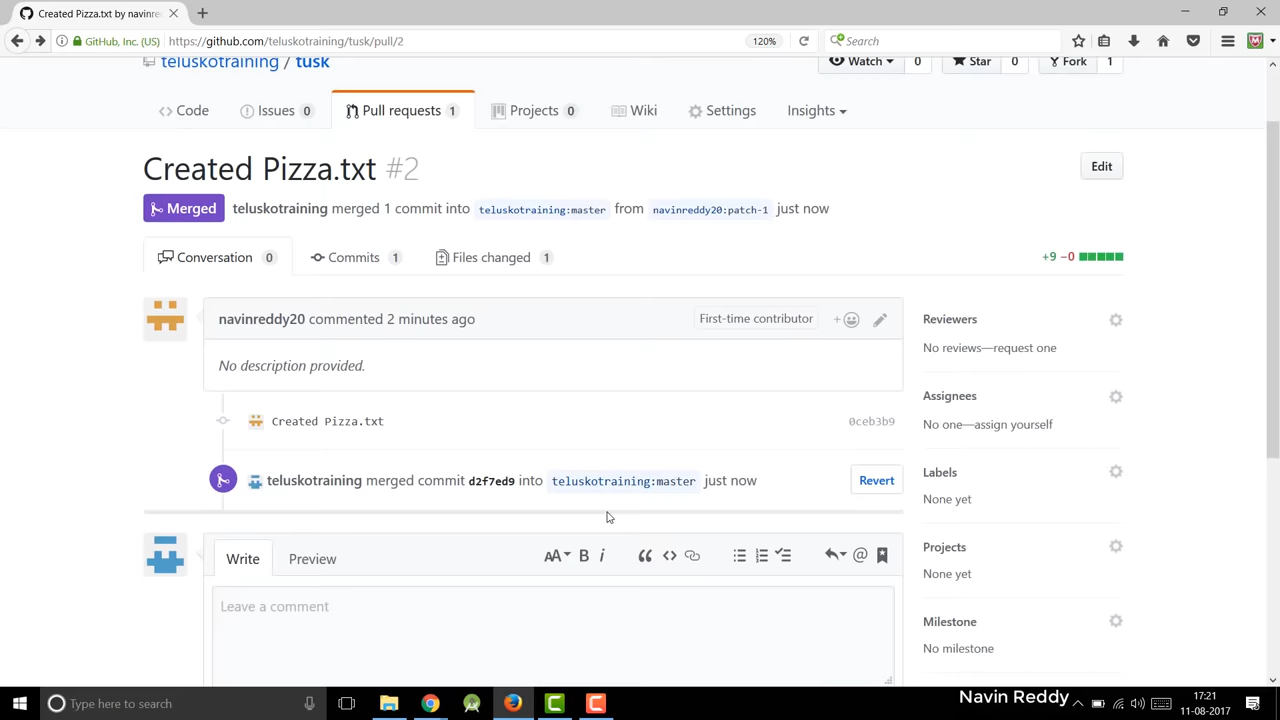 Created Pizza.txt by navinre
GitHub, Inc. (US)
https://github.com/teluskotraining/tusk/pull/2
120%
Search
teluskotraining / tusk
Watch 0
Star 0
Fork 1
Code
Issues 0
Pull requests 1
Projects 0
Wiki
Settings
Insights
Created Pizza.txt #2
Edit
Merged
teluskotraining merged 1 commit into teluskotraining:master from navinreddy20:patch-1 just now
Conversation 0
Commits 1
Files changed 1
+9 −0
navinreddy20 commented 2 minutes ago
First-time contributor
+
No description provided.
Reviewers
No reviews—request one
Assignees
No one—assign yourself
Created Pizza.txt
0ceb3b9
Labels
teluskotraining merged commit d2f7ed9 into teluskotraining:master just now
Revert
None yet
Projects
None yet
Write
Preview
AA B i
Leave a comment
Milestone
No milestone
Navin Reddy
Type here to search
17:21
11-08-2017